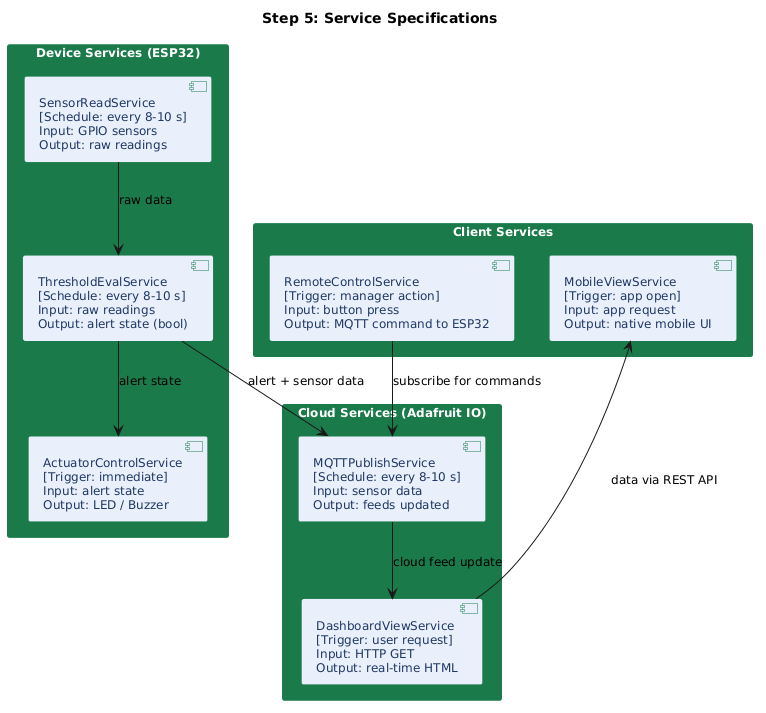 Step 5: Service Specifications
Device Services (ESP32)
SensorReadService
[Schedule: every 8-10 s]
Input: GPIO sensors
Output: raw readings
raw data
ThresholdEvalService
[Schedule: every 8-10 s]
Input: raw readings
Output: alert state (bool)
alert state
ActuatorControlService
[Trigger: immediate]
Input: alert state
Output: LED / Buzzer
Client Services
RemoteControlService
[Trigger: manager action]
Input: button press
Output: MQTT command to ESP32
MobileViewService
[Trigger: app open]
Input: app request
Output: native mobile UI
alert + sensor data
subscribe for commands
Cloud Services (Adafruit IO)
MQTTPublishService
[Schedule: every 8-10 s]
Input: sensor data
Output: feeds updated
data via REST API
cloud feed update
DashboardViewService
[Trigger: user request]
Input: HTTP GET
Output: real-time HTML